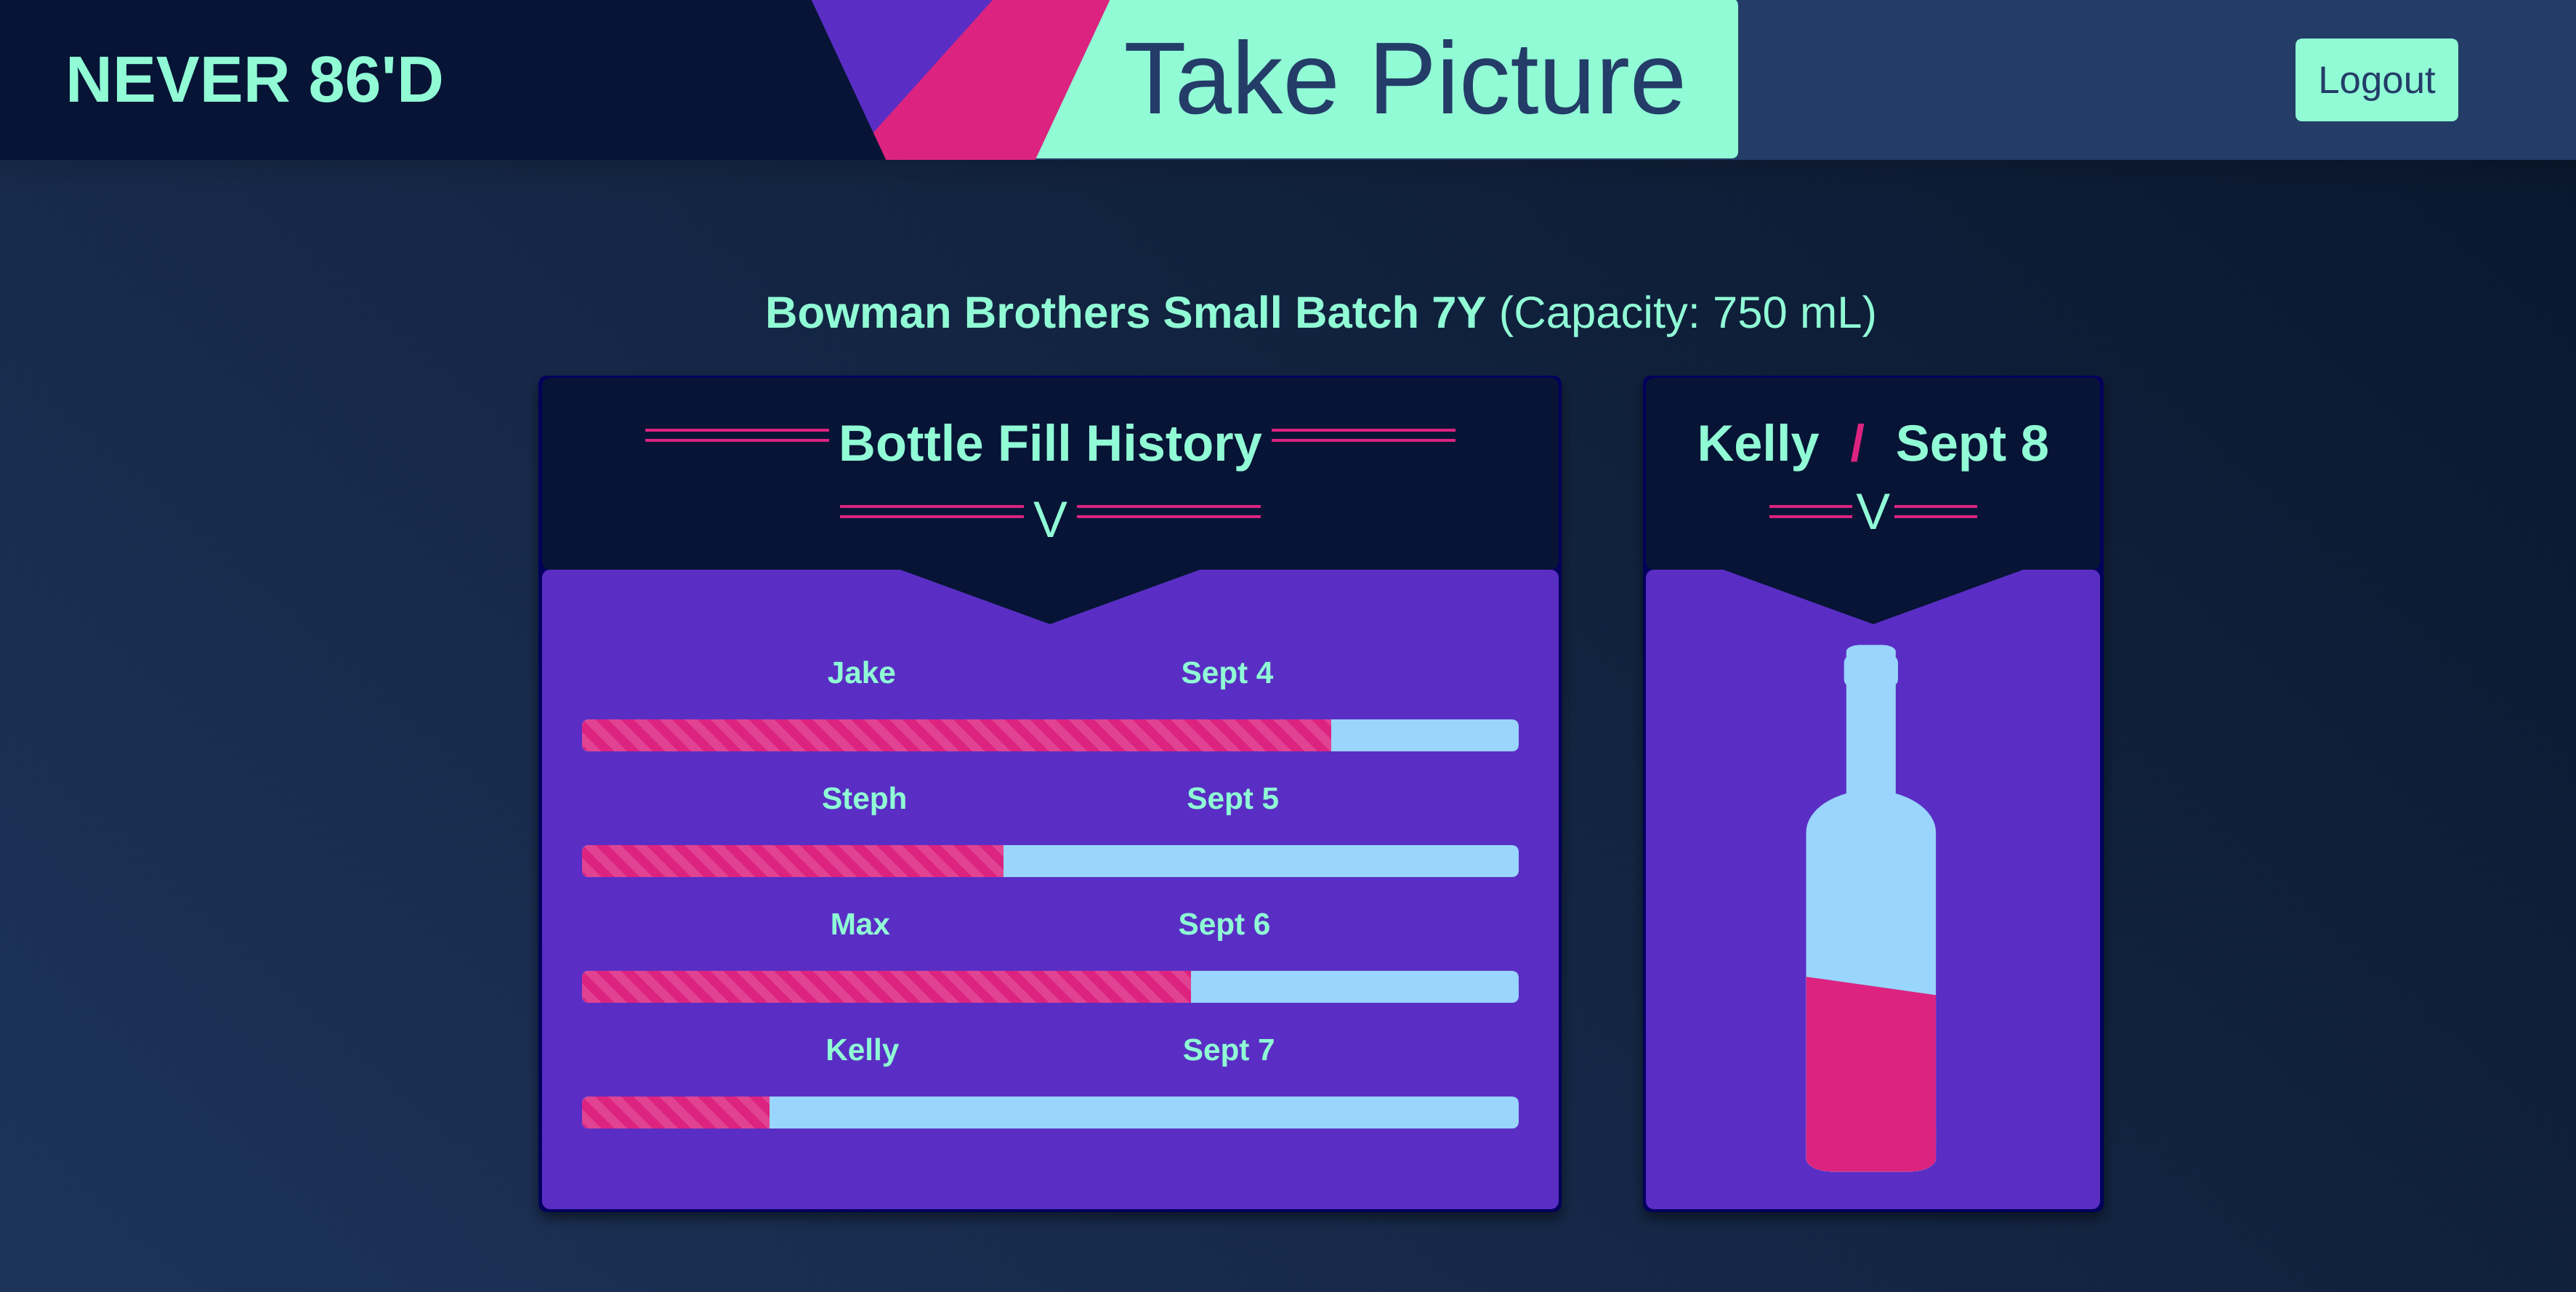 NEVER 86'D
Take Picture
Logout
Bowman Brothers Small Batch 7Y (Capacity: 750 mL)
Bottle Fill History
V
Jake Sept 4
Steph Sept 5
Max Sept 6
Kelly Sept 7
Kelly / Sept 8
V